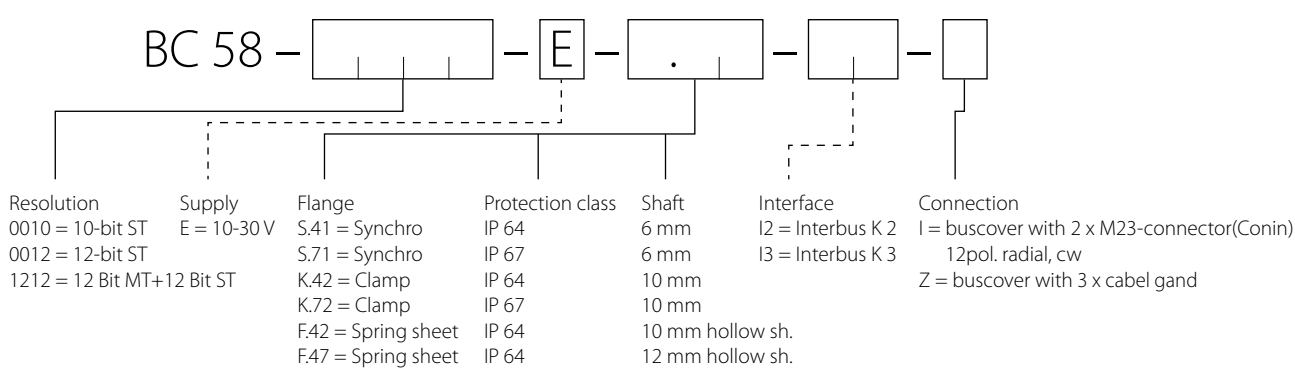 BC 58 – – E – . – –
Resolution Supply Flange Protection class Shaft Interface Connection
0010 = 10-bit ST E = 10-30 V S.41 = Synchro IP 64 6 mm I2 = Interbus K 2 I = buscover with 2 x M23-connector(Conin)
0012 = 12-bit ST S.71 = Synchro IP 67 6 mm I3 = Interbus K 3 12pol. radial, cw
1212 = 12 Bit MT+12 Bit ST K.42 = Clamp IP 64 10 mm Z = buscover with 3 x cabel gand
K.72 = Clamp IP 67 10 mm
F.42 = Spring sheet IP 64 10 mm hollow sh.
F.47 = Spring sheet IP 64 12 mm hollow sh.